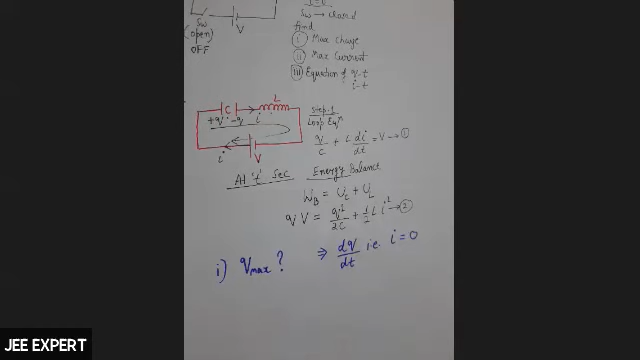 t=0
Sw → closed
find
Sw
(open)
OFF
V
(i) Max Charge
(ii) Max Current
(iii) Equation of q-t
i-t
C
L
+q -q
i
i
V
Step-1
Loop Eqn
q/C + L di/dt = V → (1)
At 't' Sec
Energy Balance
W_B = U_C + U_L
qV = q²/2C + 1/2 L i² → (2)
i) q_max ?
⇒ dq/dt i.e. i = 0
JEE EXPERT